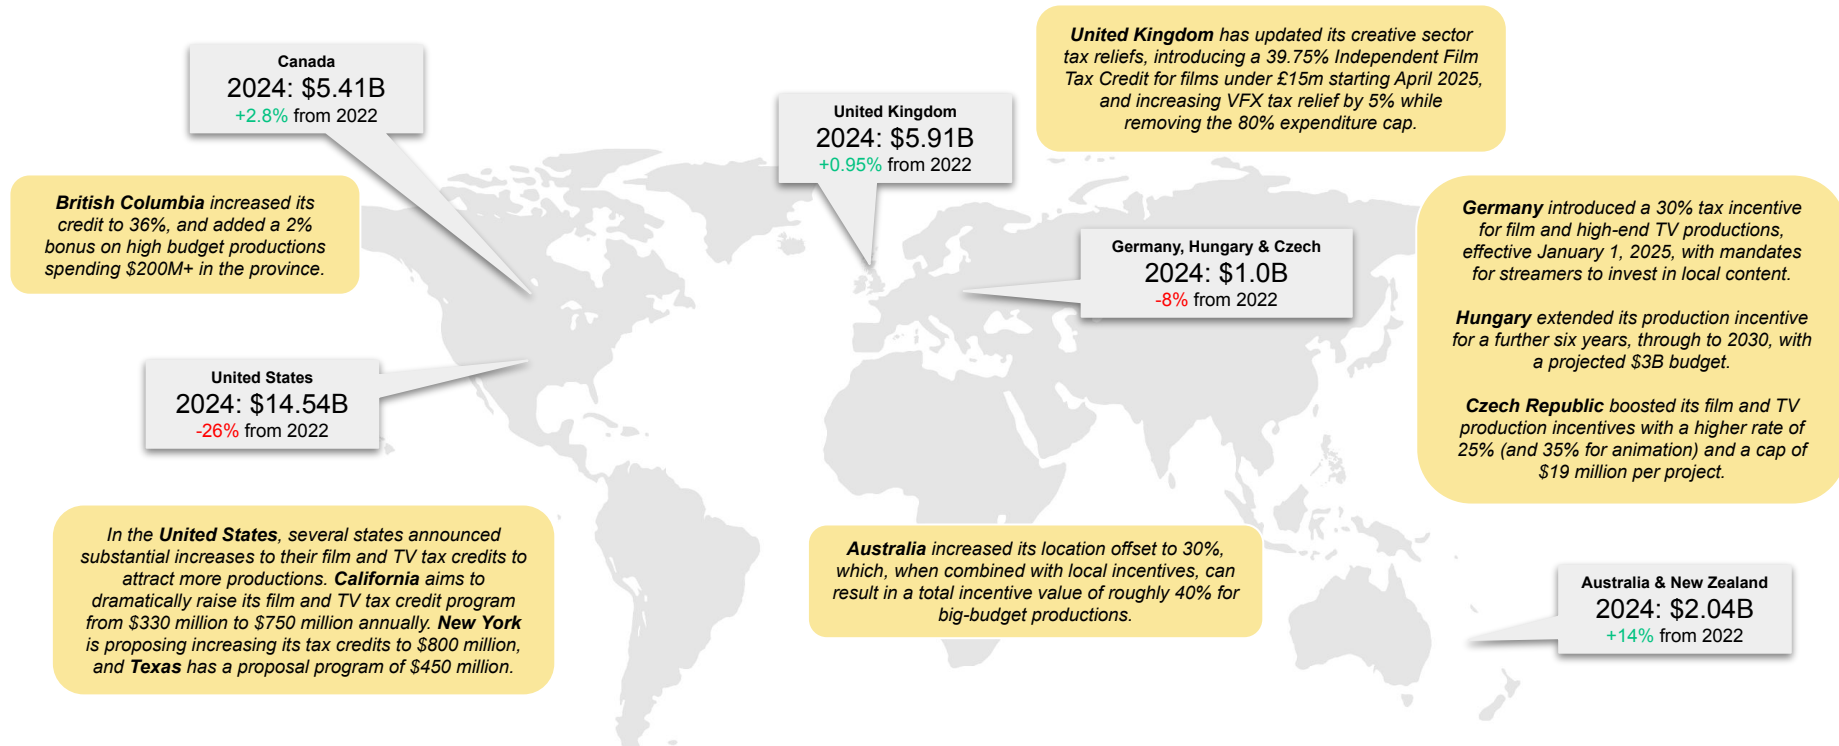 Canada
2024: $5.41B
+2.8% from 2022
United Kingdom
2024: $5.91B
+0.95% from 2022
United Kingdom has updated its creative sector
tax reliefs, introducing a 39.75% Independent Film
Tax Credit for films under £15m starting April 2025,
and increasing VFX tax relief by 5% while
removing the 80% expenditure cap.
British Columbia increased its
credit to 36%, and added a 2%
bonus on high budget productions
spending $200M+ in the province.
Germany, Hungary & Czech
2024: $1.0B
-8% from 2022
Germany introduced a 30% tax incentive
for film and high-end TV productions,
effective January 1, 2025, with mandates
for streamers to invest in local content.
Hungary extended its production incentive
for a further six years, through to 2030, with
a projected $3B budget.
Czech Republic boosted its film and TV
production incentives with a higher rate of
25% (and 35% for animation) and a cap of
$19 million per project.
United States
2024: $14.54B
-26% from 2022
In the United States, several states announced
substantial increases to their film and TV tax credits to
attract more productions. California aims to
dramatically raise its film and TV tax credit program
from $330 million to $750 million annually. New York
is proposing increasing its tax credits to $800 million,
and Texas has a proposal program of $450 million.
Australia increased its location offset to 30%,
which, when combined with local incentives, can
result in a total incentive value of roughly 40% for
big-budget productions.
Australia & New Zealand
2024: $2.04B
+14% from 2022